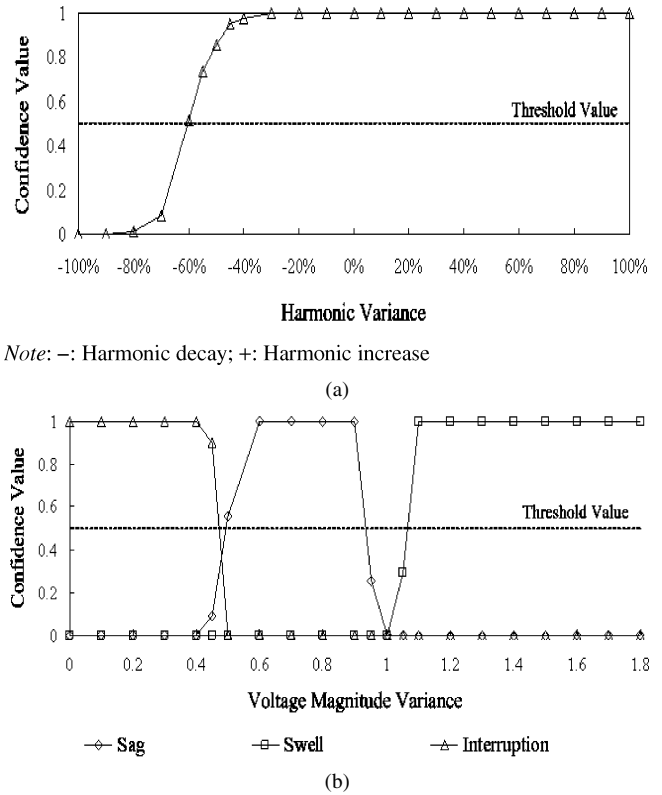 1
0.8
0.6
0.4
0.2
0
Confidence Value
Threshold Value
-100% -80% -60% -40% -20% 0% 20% 40% 60% 80% 100%
Harmonic Variance
Note: −: Harmonic decay; +: Harmonic increase
(a)
1
0.8
0.6
0.4
0.2
0
Confidence Value
Threshold Value
0 0.2 0.4 0.6 0.8 1 1.2 1.4 1.6 1.8
Voltage Magnitude Variance
Sag Swell Interruption
(b)